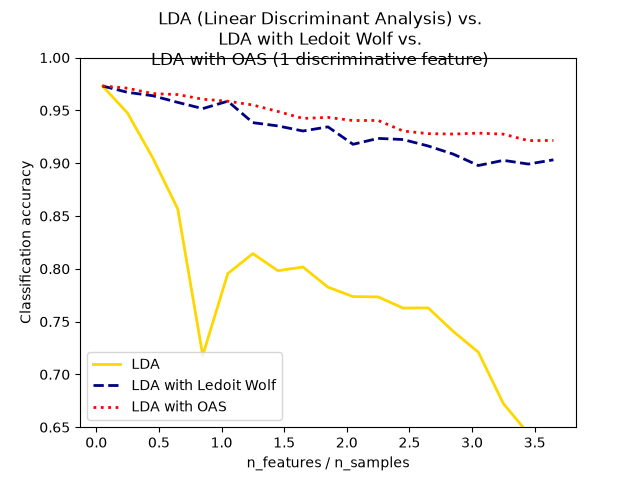 LDA (Linear Discriminant Analysis) vs.
LDA with Ledoit Wolf vs.
LDA with OAS (1 discriminative feature)
Classification accuracy
1.00
0.95
0.90
0.85
0.80
0.75
0.70
0.65
LDA
LDA with Ledoit Wolf
LDA with OAS
0.0 0.5 1.0 1.5 2.0 2.5 3.0 3.5
n_features / n_samples